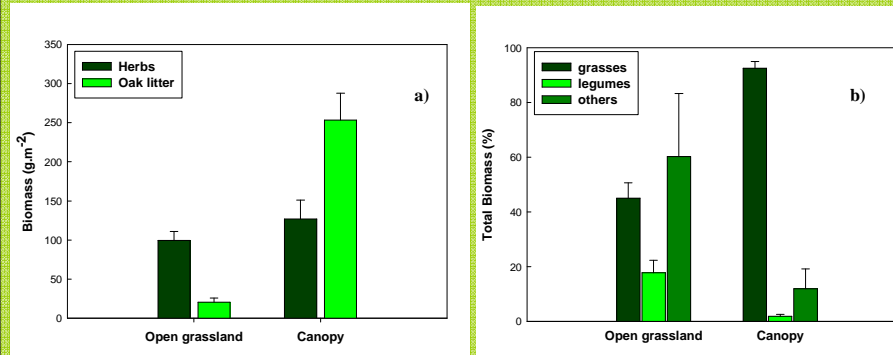 350
300
250
200
150
100
50
0
Biomass (g.m-2)
Herbs
Oak litter
a)
Open grassland
Canopy
100
80
60
40
20
0
Total Biomass (%)
grasses
legumes
others
b)
Open grassland
Canopy